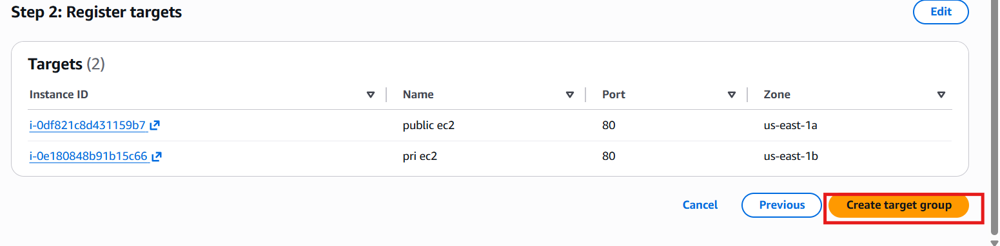 Step 2: Register targets
Edit
Targets (2)
Instance ID Name Port Zone
i-0df821c8d431159b7 public ec2 80 us-east-1a
i-0e180848b91b15c66 pri ec2 80 us-east-1b
Cancel Previous Create target group